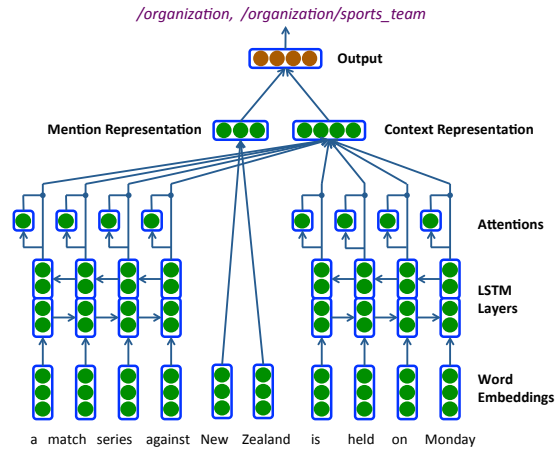 /organization, /organization/sports_team
Output
Mention Representation
Context Representation
Attentions
LSTM
Layers
Word
Embeddings
a match series against New Zealand is held on Monday